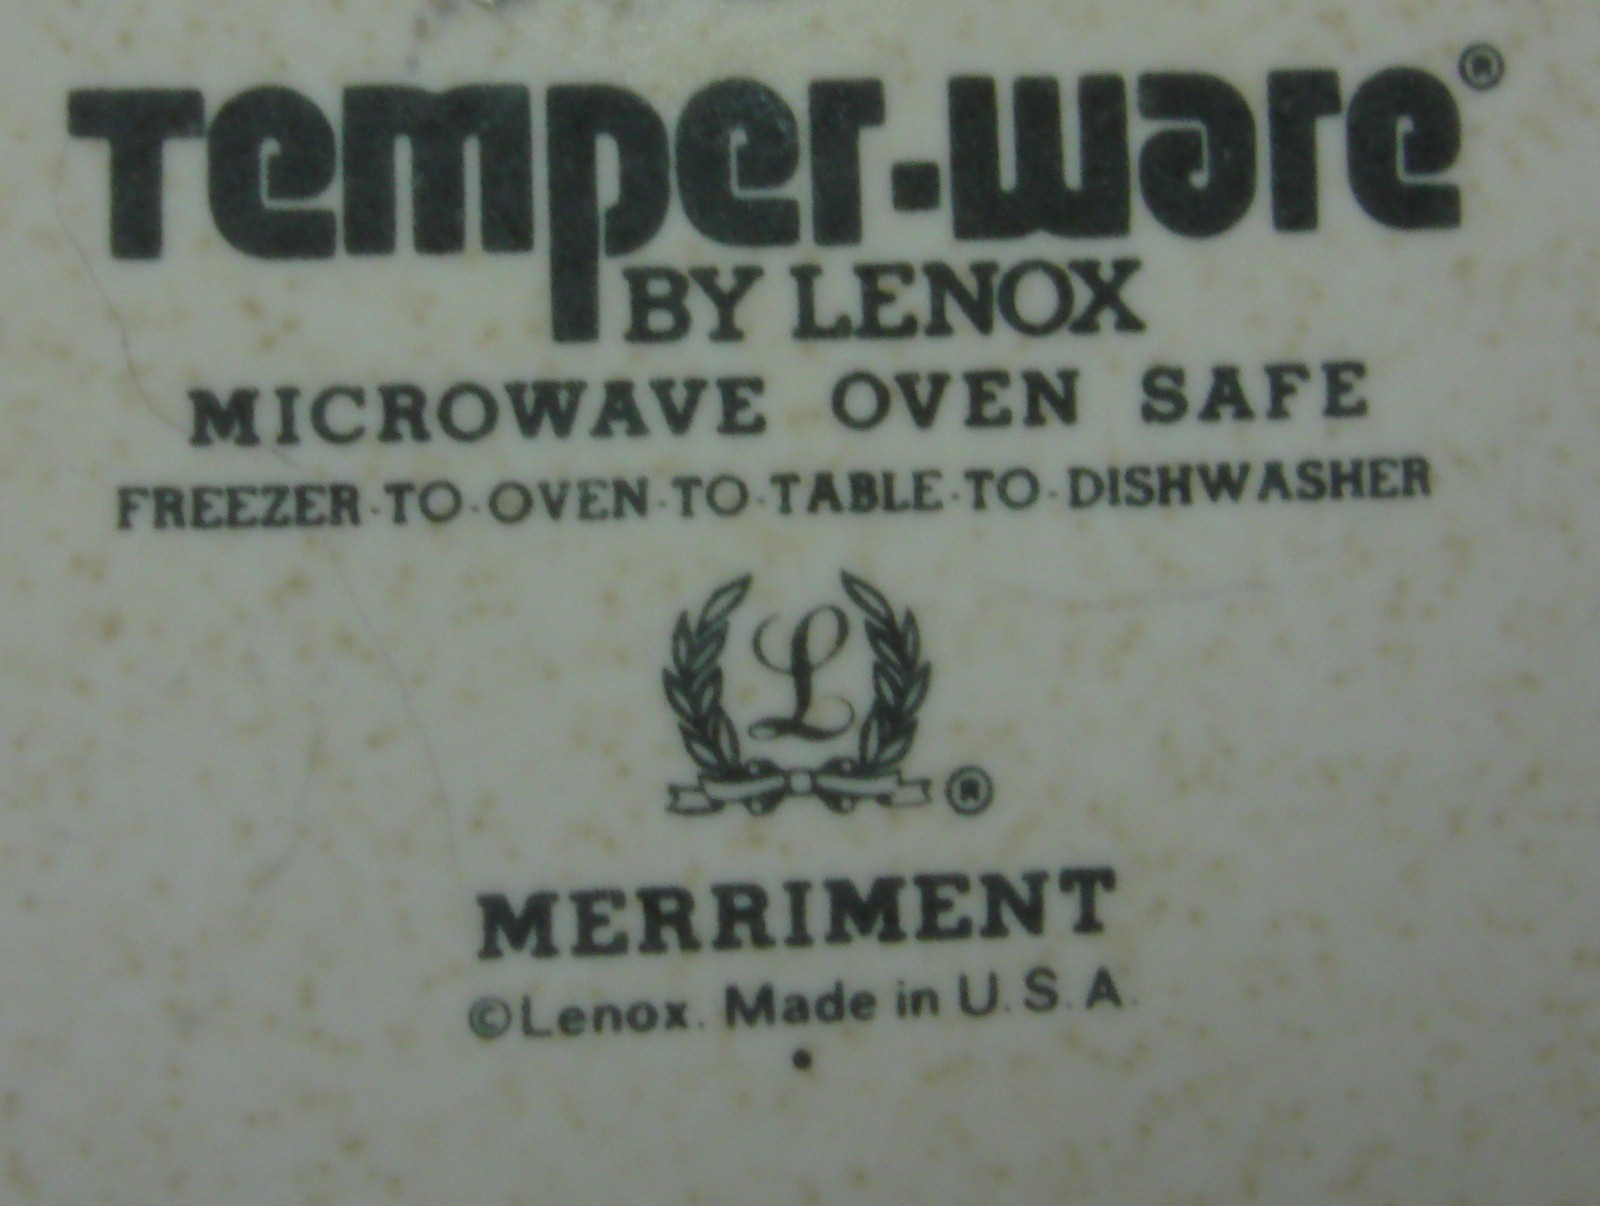 Temper-ware®
BY LENOX
MICROWAVE OVEN SAFE
FREEZER·TO·OVEN·TO·TABLE·TO·DISHWASHER
L
®
MERRIMENT
©Lenox. Made in U.S.A.